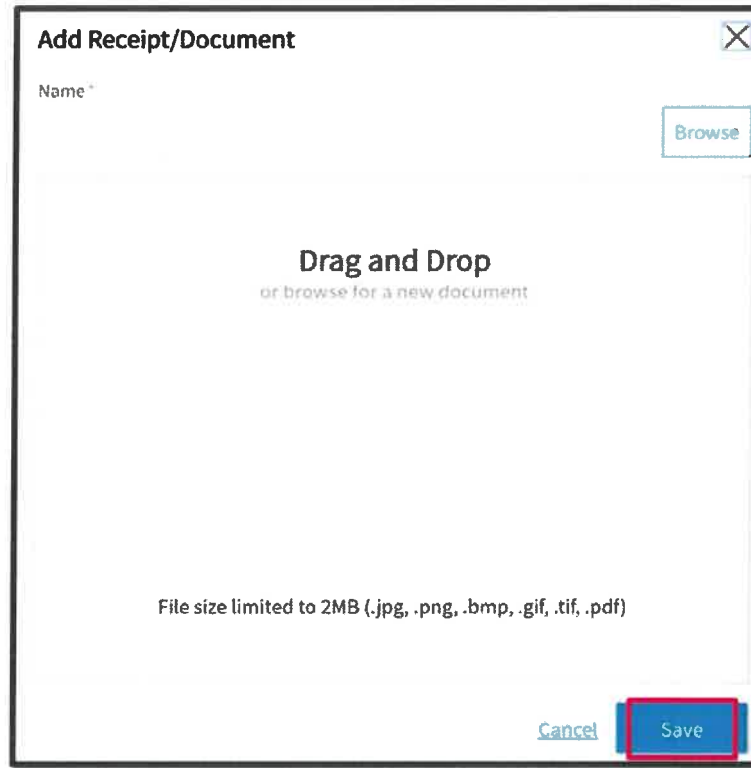 Add Receipt/Document
Name *
Browse
Drag and Drop
or browse for a new document
File size limited to 2MB (.jpg, .png, .bmp, .gif, .tif, .pdf)
Cancel Save